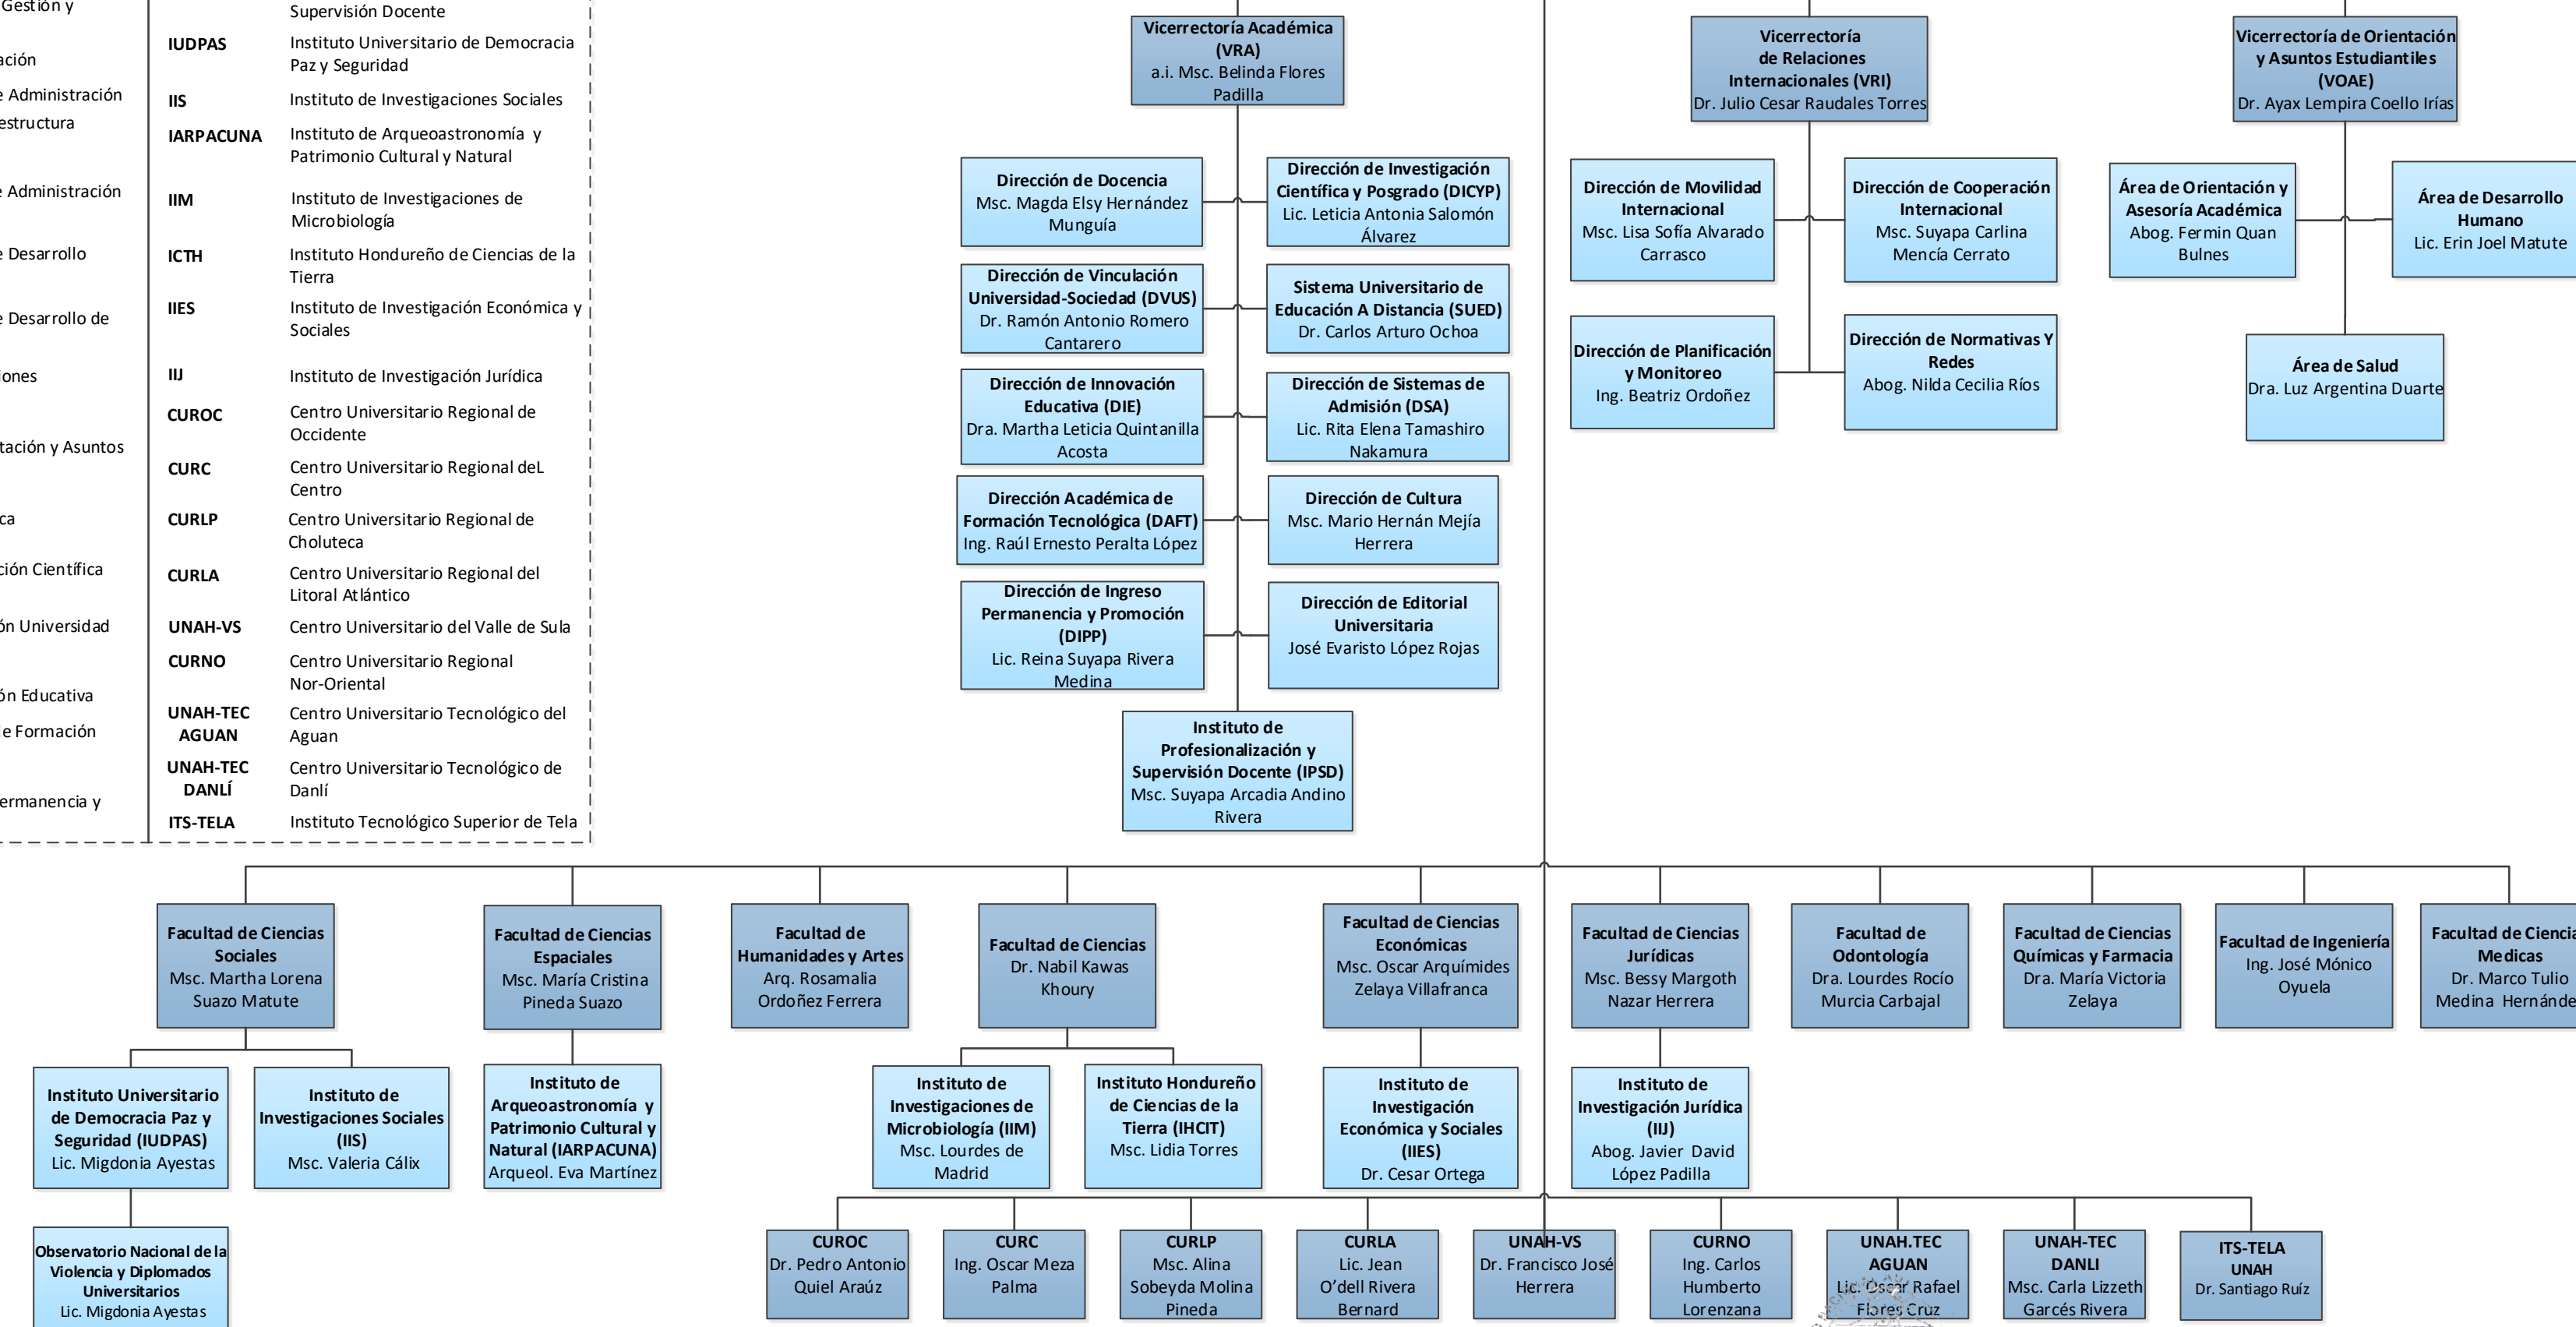 Gestión y
ación
e Administración
estructura
e Administración
e Desarrollo
e Desarrollo de
iones
tación y Asuntos
ca
ción Científica
ón Universidad
ón Educativa
le Formación
ermanencia y
Supervisión Docente
IUDPAS Instituto Universitario de Democracia
Paz y Seguridad
IIS Instituto de Investigaciones Sociales
IARPACUNA Instituto de Arqueoastronomía y
Patrimonio Cultural y Natural
IIM Instituto de Investigaciones de
Microbiología
ICTH Instituto Hondureño de Ciencias de la
Tierra
IIES Instituto de Investigación Económica y
Sociales
IIJ Instituto de Investigación Jurídica
CUROC Centro Universitario Regional de
Occidente
CURC Centro Universitario Regional deL
Centro
CURLP Centro Universitario Regional de
Choluteca
CURLA Centro Universitario Regional del
Litoral Atlántico
UNAH-VS Centro Universitario del Valle de Sula
CURNO Centro Universitario Regional
Nor-Oriental
UNAH-TEC Centro Universitario Tecnológico del
AGUAN Aguan
UNAH-TEC Centro Universitario Tecnológico de
DANLÍ Danlí
ITS-TELA Instituto Tecnológico Superior de Tela
Vicerrectoría Académica
(VRA)
a.i. Msc. Belinda Flores
Padilla
Dirección de Docencia
Msc. Magda Elsy Hernández
Munguía
Dirección de Investigación
Científica y Posgrado (DICYP)
Lic. Leticia Antonia Salomón
Álvarez
Dirección de Vinculación
Universidad-Sociedad (DVUS)
Dr. Ramón Antonio Romero
Cantarero
Sistema Universitario de
Educación A Distancia (SUED)
Dr. Carlos Arturo Ochoa
Dirección de Innovación
Educativa (DIE)
Dra. Martha Leticia Quintanilla
Acosta
Dirección de Sistemas de
Admisión (DSA)
Lic. Rita Elena Tamashiro
Nakamura
Dirección Académica de
Formación Tecnológica (DAFT)
Ing. Raúl Ernesto Peralta López
Dirección de Cultura
Msc. Mario Hernán Mejía
Herrera
Dirección de Ingreso
Permanencia y Promoción
(DIPP)
Lic. Reina Suyapa Rivera
Medina
Dirección de Editorial
Universitaria
José Evaristo López Rojas
Instituto de
Profesionalización y
Supervisión Docente (IPSD)
Msc. Suyapa Arcadia Andino
Rivera
Vicerrectoría
de Relaciones
Internacionales (VRI)
Dr. Julio Cesar Raudales Torres
Dirección de Movilidad
Internacional
Msc. Lisa Sofía Alvarado
Carrasco
Dirección de Cooperación
Internacional
Msc. Suyapa Carlina
Mencía Cerrato
Dirección de Planificación
y Monitoreo
Ing. Beatriz Ordoñez
Dirección de Normativas Y
Redes
Abog. Nilda Cecilia Ríos
Vicerrectoría de Orientación
y Asuntos Estudiantiles
(VOAE)
Dr. Ayax Lempira Coello Irías
Área de Orientación y
Asesoría Académica
Abog. Fermin Quan
Bulnes
Área de Desarrollo
Humano
Lic. Erin Joel Matute
Área de Salud
Dra. Luz Argentina Duarte
Facultad de Ciencias
Sociales
Msc. Martha Lorena
Suazo Matute
Facultad de Ciencias
Espaciales
Msc. María Cristina
Pineda Suazo
Facultad de
Humanidades y Artes
Arq. Rosamalia
Ordoñez Ferrera
Facultad de Ciencias
Dr. Nabil Kawas
Khoury
Facultad de Ciencias
Económicas
Msc. Oscar Arquímides
Zelaya Villafranca
Facultad de Ciencias
Jurídicas
Msc. Bessy Margoth
Nazar Herrera
Facultad de
Odontología
Dra. Lourdes Rocío
Murcia Carbajal
Facultad de Ciencias
Químicas y Farmacia
Dra. María Victoria
Zelaya
Facultad de Ingeniería
Ing. José Mónico
Oyuela
Facultad de Ciencia
Medicas
Dr. Marco Tulio
Medina Hernánde
Instituto Universitario
de Democracia Paz y
Seguridad (IUDPAS)
Lic. Migdonia Ayestas
Instituto de
Investigaciones Sociales
(IIS)
Msc. Valeria Cálix
Instituto de
Arqueoastronomía y
Patrimonio Cultural y
Natural (IARPACUNA)
Arqueol. Eva Martínez
Instituto de
Investigaciones de
Microbiología (IIM)
Msc. Lourdes de
Madrid
Instituto Hondureño
de Ciencias de la
Tierra (IHCIT)
Msc. Lidia Torres
Instituto de
Investigación
Económica y Sociales
(IIES)
Dr. Cesar Ortega
Instituto de
Investigación Jurídica
(IIJ)
Abog. Javier David
López Padilla
Observatorio Nacional de la
Violencia y Diplomados
Universitarios
Lic. Migdonia Ayestas
CUROC
Dr. Pedro Antonio
Quiel Araúz
CURC
Ing. Oscar Meza
Palma
CURLP
Msc. Alina
Sobeyda Molina
Pineda
CURLA
Lic. Jean
O'dell Rivera
Bernard
UNAH-VS
Dr. Francisco José
Herrera
CURNO
Ing. Carlos
Humberto
Lorenzana
UNAH.TEC
AGUAN
Lic. Oscar Rafael
Flores Cruz
UNAH-TEC
DANLI
Msc. Carla Lizzeth
Garcés Rivera
ITS-TELA
UNAH
Dr. Santiago Ruíz